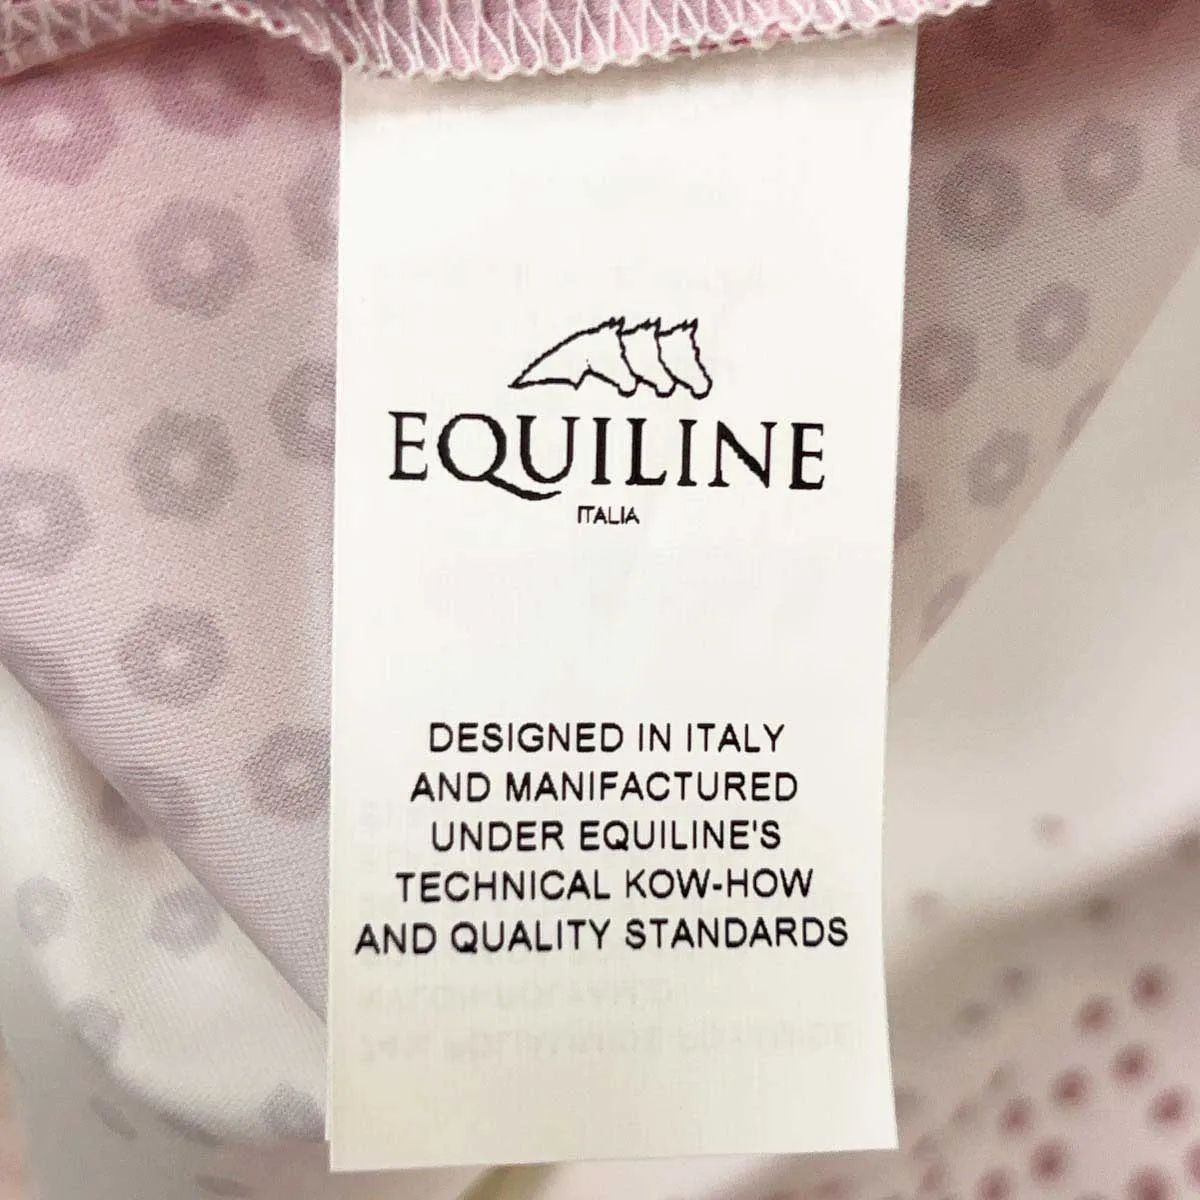 EQUILINE
ITALIA
DESIGNED IN ITALY
AND MANIFACTURED
UNDER EQUILINE'S
TECHNICAL KOW-HOW
AND QUALITY STANDARDS